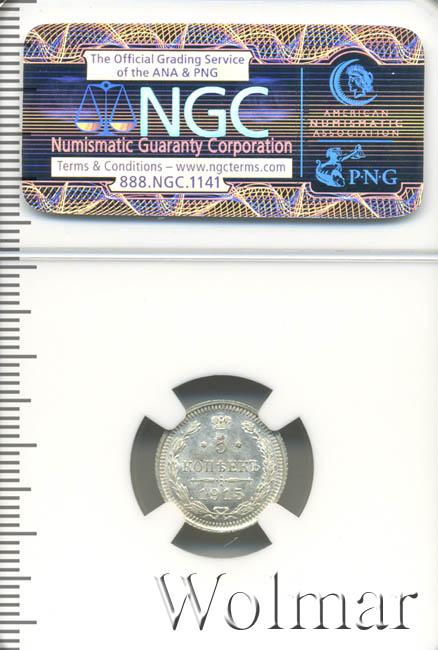 The Official Grading Service
of the ANA & PNG
NGC
Numismatic Guaranty Corporation
Terms & Conditions – www.ngcterms.com
888.NGC.1141
AMERICAN
NUMISMATIC
ASSOCIATION
PNG
5
КОПѢЕКЪ
1915
Wolmar